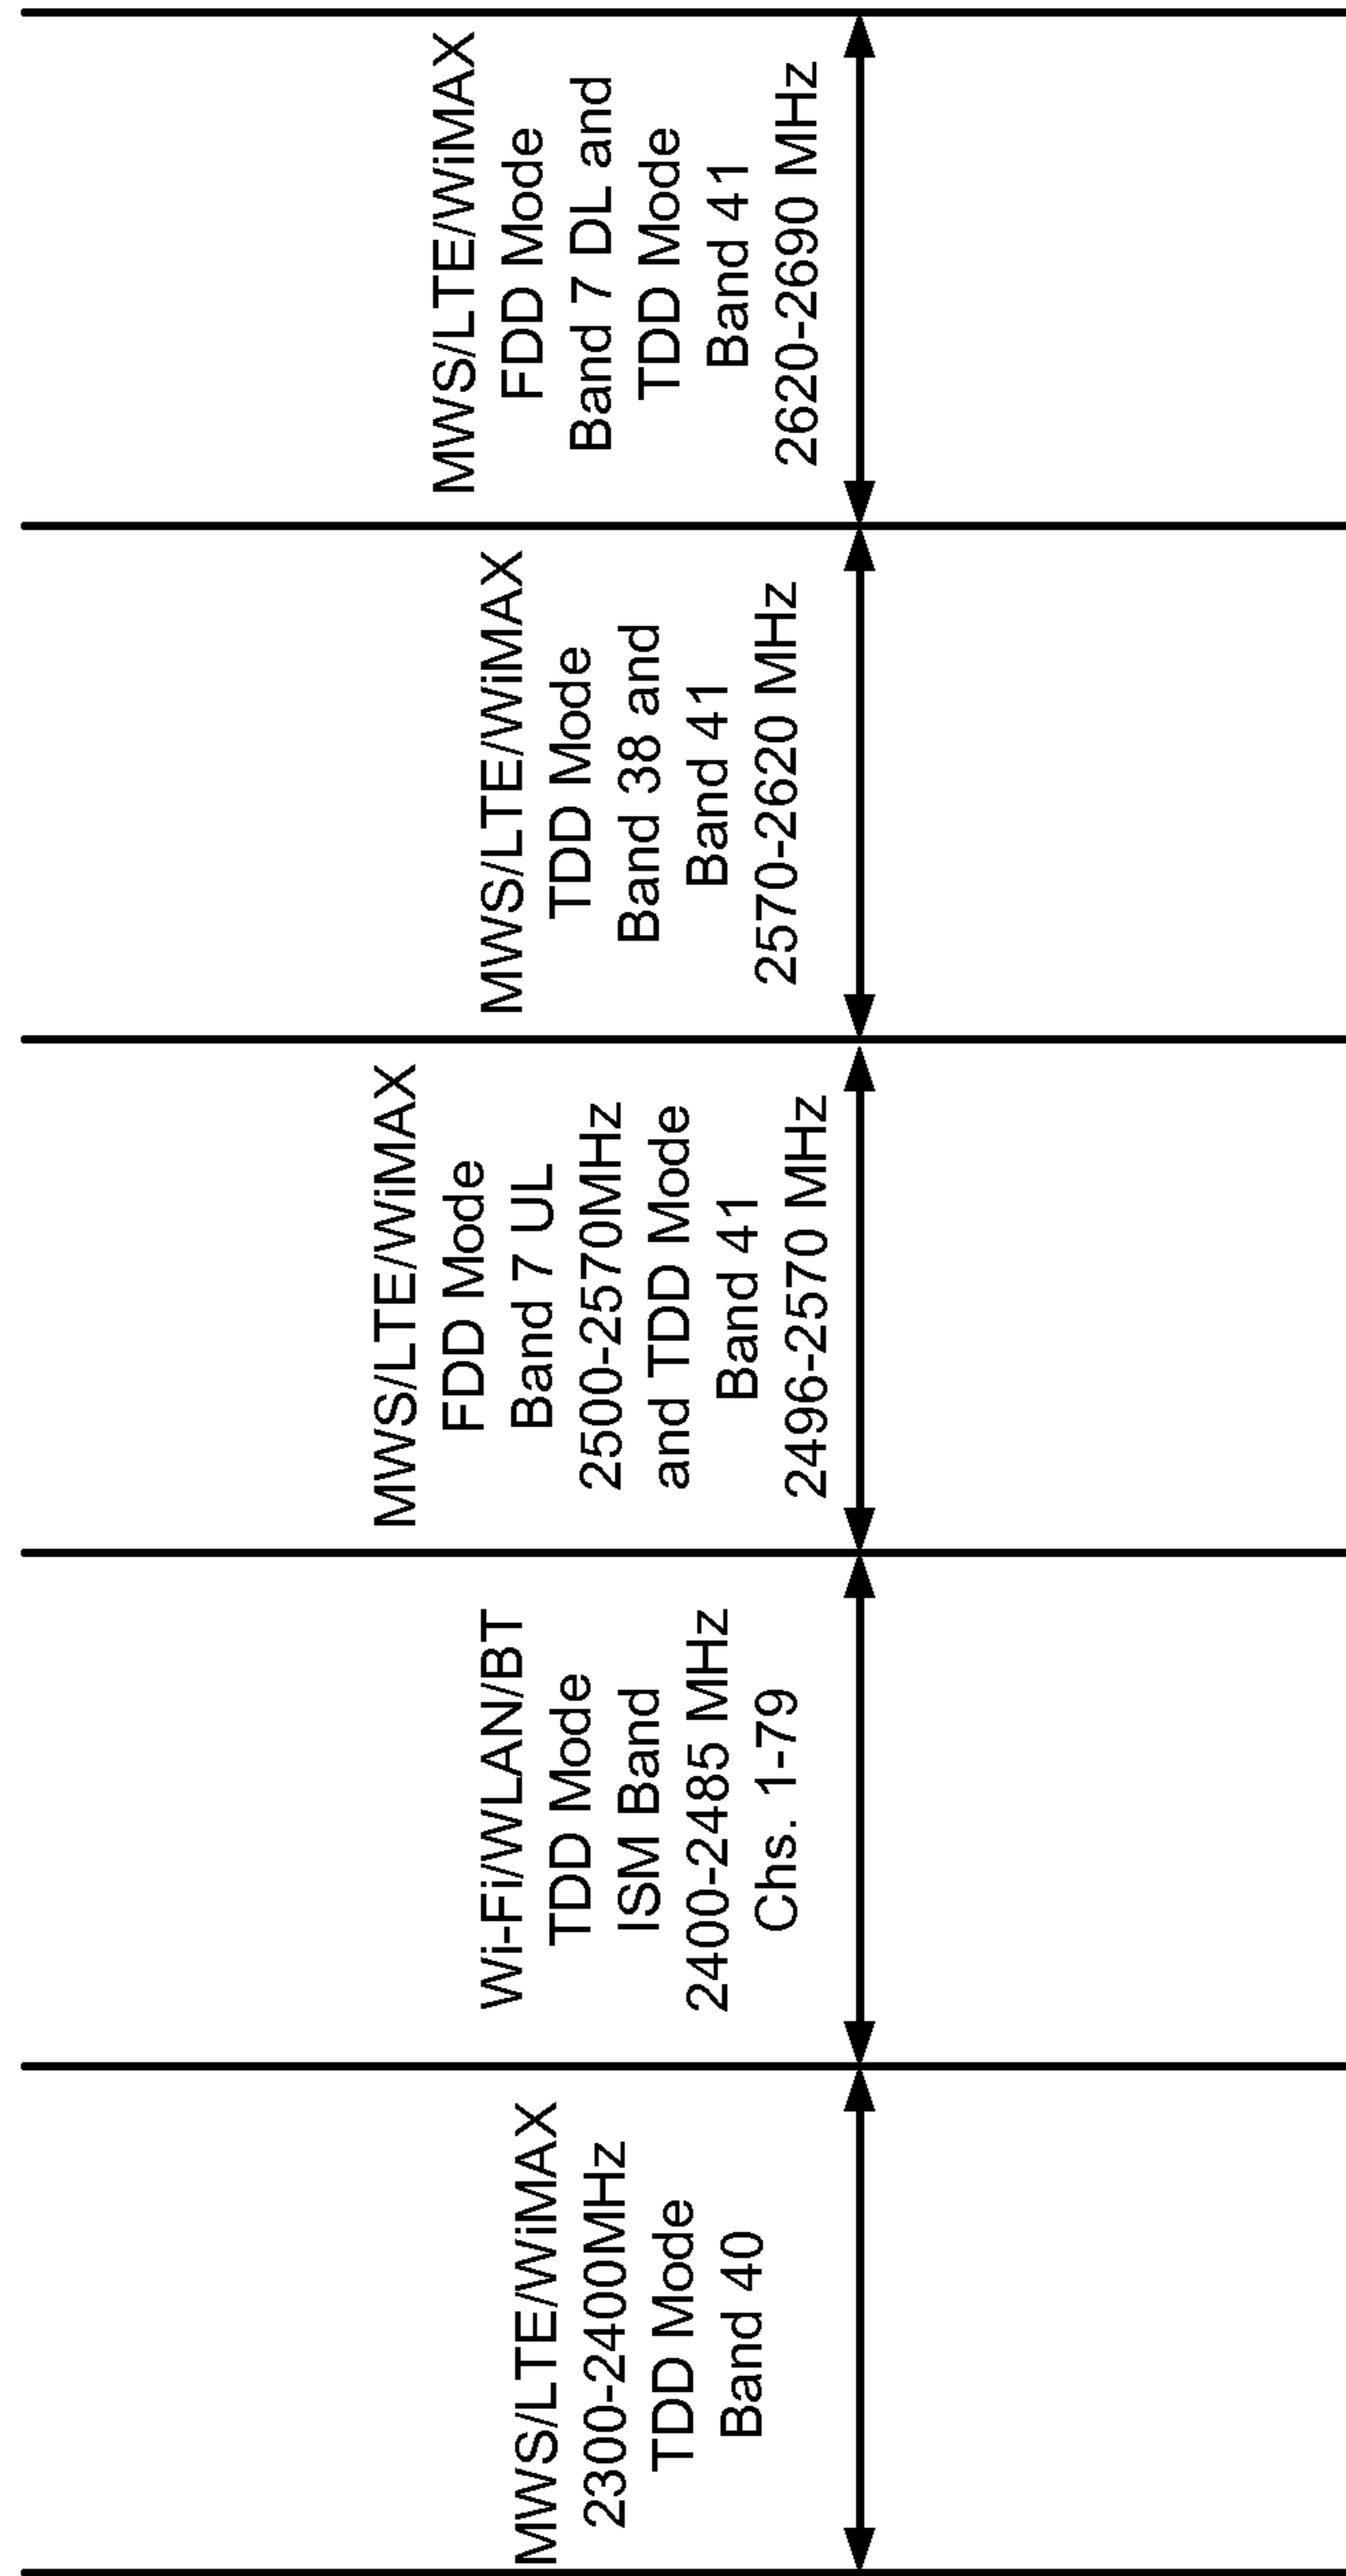 MWS/LTE/WiMAX
2300-2400MHz
TDD Mode
Band 40
Wi-Fi/WLAN/BT
TDD Mode
ISM Band
2400-2485 MHz
Chs. 1-79
MWS/LTE/WiMAX
FDD Mode
Band 7 UL
2500-2570MHz
and TDD Mode
Band 41
2496-2570 MHz
MWS/LTE/WiMAX
TDD Mode
Band 38 and
Band 41
2570-2620 MHz
MWS/LTE/WiMAX
FDD Mode
Band 7 DL and
TDD Mode
Band 41
2620-2690 MHz